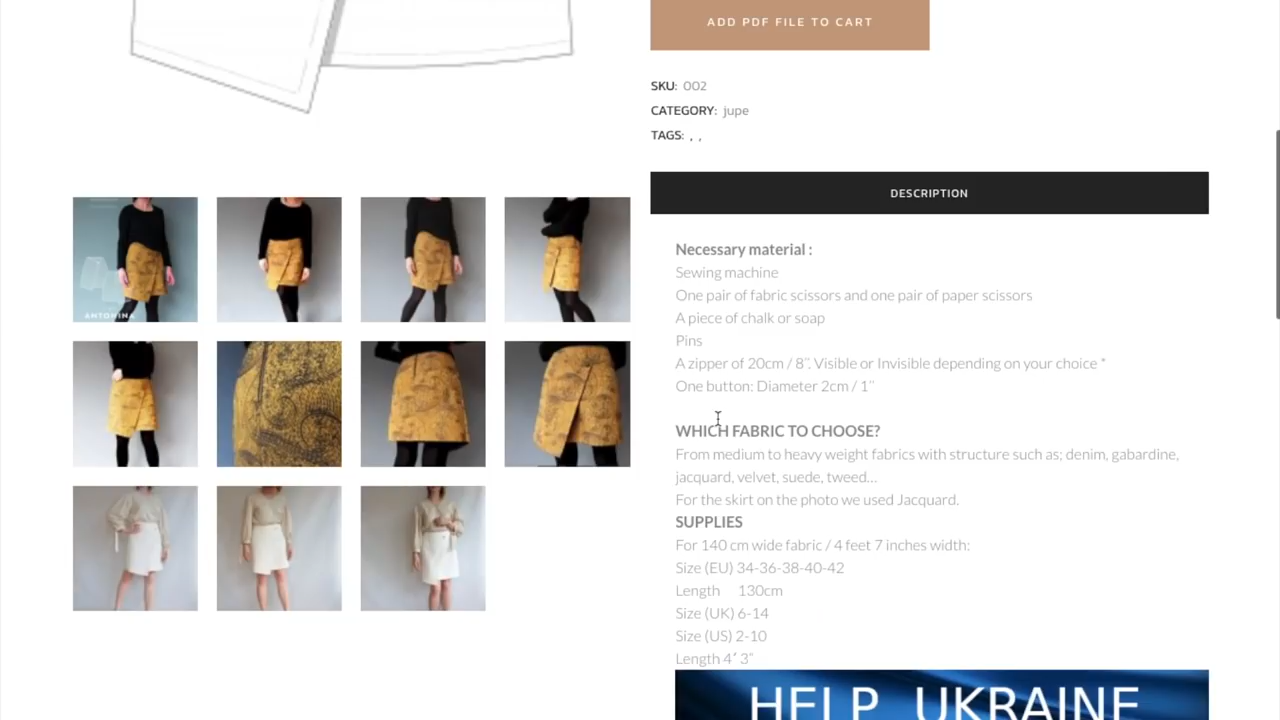 ADD PDF FILE TO CART
SKU: 002
CATEGORY: jupe
TAGS: , ,
DESCRIPTION
ANTONINA
Necessary material :
Sewing machine
One pair of fabric scissors and one pair of paper scissors
A piece of chalk or soap
Pins
A zipper of 20cm / 8¨. Visible or Invisible depending on your choice *
One button: Diameter 2cm / 1¨
WHICH FABRIC TO CHOOSE?
From medium to heavy weight fabrics with structure such as; denim, gabardine,
jacquard, velvet, suede, tweed…
For the skirt on the photo we used Jacquard.
SUPPLIES
For 140 cm wide fabric / 4 feet 7 inches width:
Size (EU) 34-36-38-40-42
Length 130cm
Size (UK) 6-14
Size (US) 2-10
Length 4´ 3¨
HELP UKRAINE